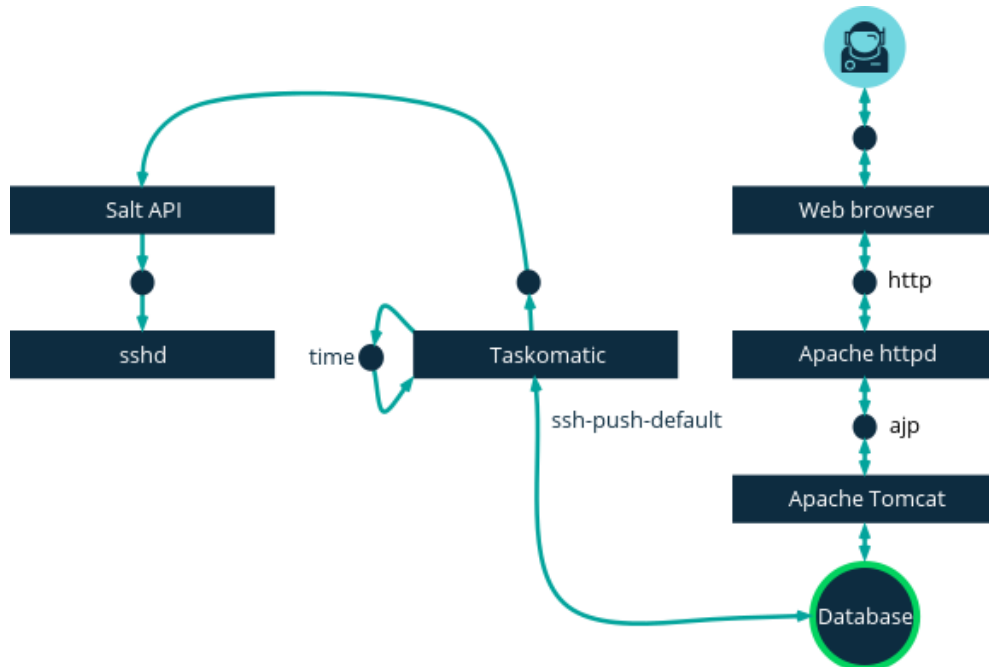 Salt API
Web browser
http
sshd
time
Taskomatic
Apache httpd
ssh-push-default
ajp
Apache Tomcat
Database